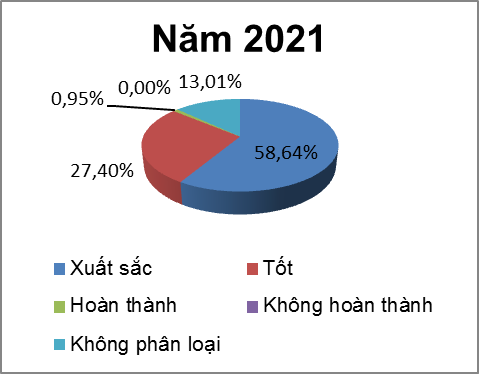 Năm 2021
0,00% 13,01%
0,95%
58,64%
27,40%
Xuất sắc Tốt
Hoàn thành Không hoàn thành
Không phân loại